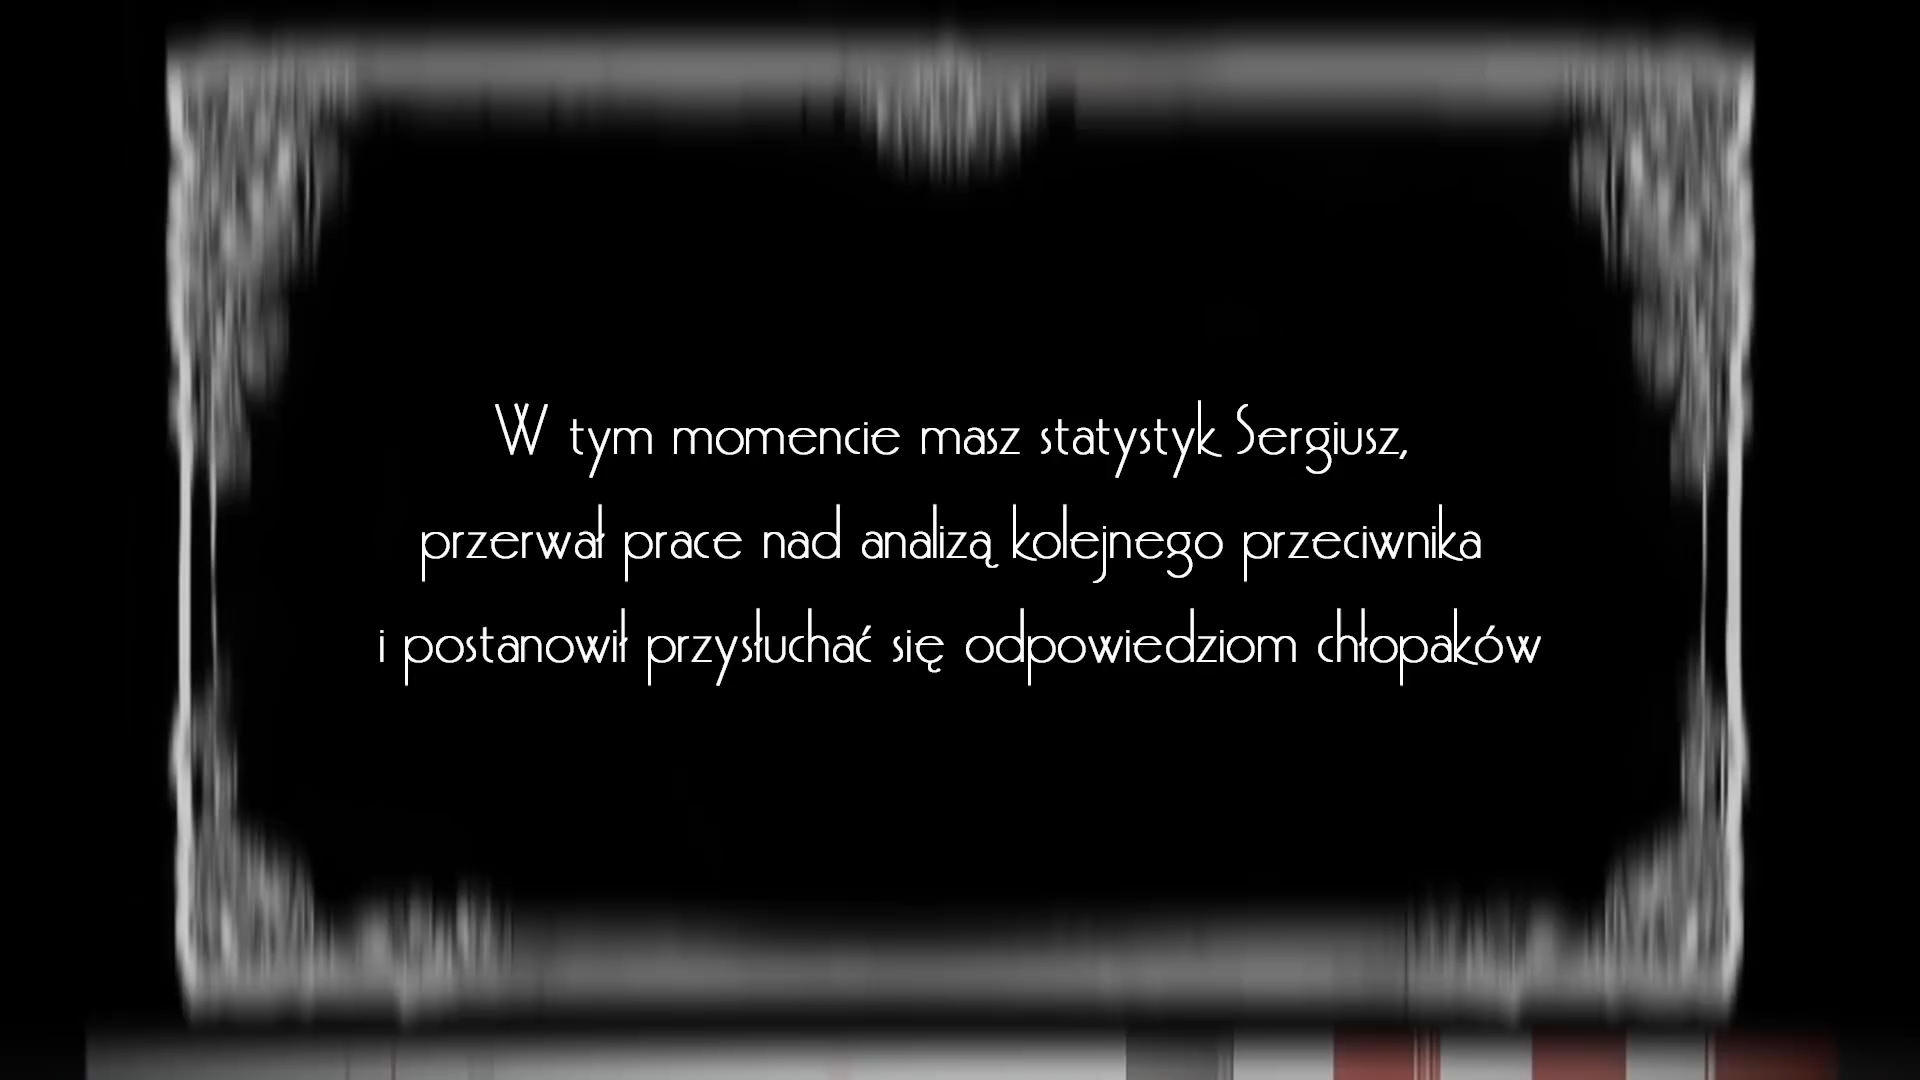 W tym momencie masz statystyk Sergiusz,
przerwał prace nad analizą kolejnego przeciwnika
i postanowił przysłuchać się odpowiedziom chłopaków